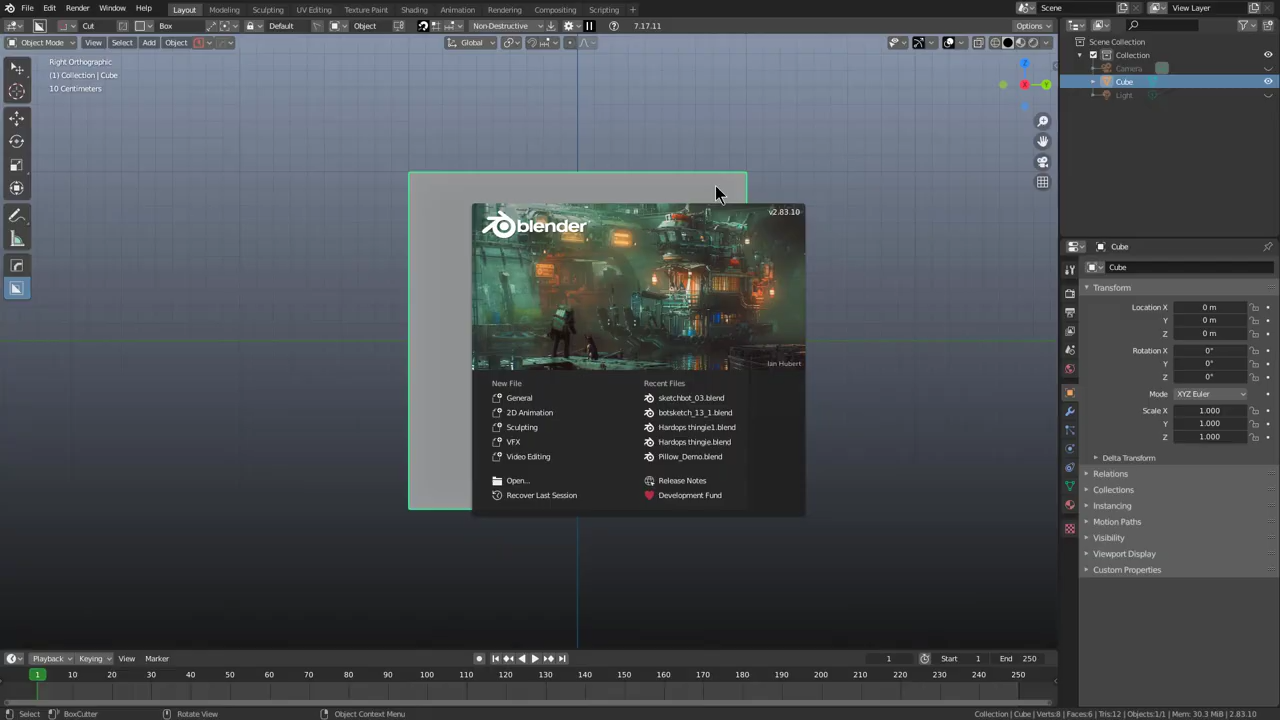 File Edit Render Window Help Layout Modeling Sculpting UV Editing Texture Paint Shading Animation Rendering Compositing Scripting + Scene View Layer
Cut Box Default Object Non-Destructive 7.17.11 Options
Object Mode View Select Add Object Global
Scene Collection
Collection
Camera
Cube
Light
Right Orthographic
(1) Collection | Cube
10 Centimeters
Z
X
Y
blender
v2.83.10
Ian Hubert
New File
General
2D Animation
Sculpting
VFX
Video Editing
Open...
Recover Last Session
Recent Files
sketchbot_03.blend
botsketch_13_1.blend
Hardops thingie1.blend
Hardops thingie.blend
Pillow_Demo.blend
Release Notes
Development Fund
Cube
Cube
Transform
Location X 0 m
Y 0 m
Z 0 m
Rotation X 0°
Y 0°
Z 0°
Mode XYZ Euler
Scale X 1.000
Y 1.000
Z 1.000
Delta Transform
Relations
Collections
Instancing
Motion Paths
Visibility
Viewport Display
Custom Properties
Playback Keying View Marker 1 Start 1 End 250
1 10 20 30 40 50 60 70 80 90 100 110 120 130 140 150 160 170 180 190 200 210 220 230 240 250
Select BoxCutter Rotate View Object Context Menu Collection | Cube | Verts:8 | Faces:6 | Tris:12 | Objects:1/1 | Mem: 30.3 MiB | 2.83.10